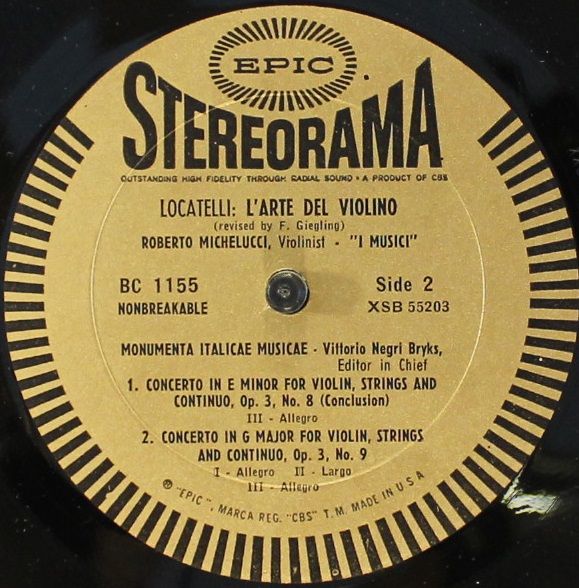 EPIC
STEREORAMA
OUTSTANDING HIGH FIDELITY THROUGH RADIAL SOUND • A PRODUCT OF CBS
LOCATELLI: L'ARTE DEL VIOLINO
(revised by F. Giegling)
ROBERTO MICHELUCCI, Violinist - "I MUSICI"
BC 1155
NONBREAKABLE
Side 2
XSB 55203
MONUMENTA ITALICAE MUSICAE - Vittorio Negri Bryks,
Editor in Chief
1. CONCERTO IN E MINOR FOR VIOLIN, STRINGS AND
CONTINUO, Op. 3, No. 8 (Conclusion)
III - Allegro
2. CONCERTO IN G MAJOR FOR VIOLIN, STRINGS
AND CONTINUO, Op. 3, No. 9
I - Allegro II - Largo
III - Allegro
℗ "EPIC", MARCA REG. "CBS" T.M. MADE IN U S A